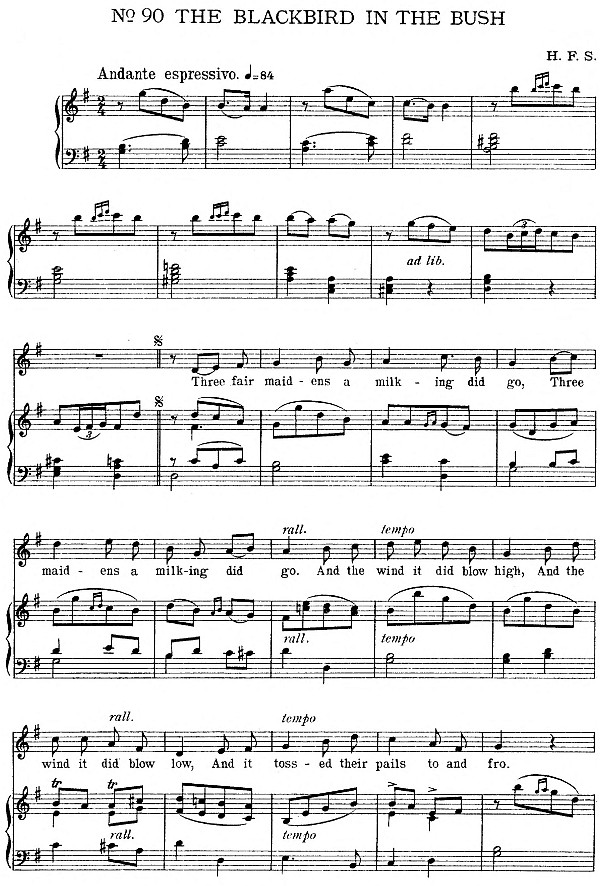 No 90 THE BLACKBIRD IN THE BUSH
H. F. S.
Andante espressivo. ♩=84
ad lib.
Three fair maid - ens a milk - ing did go, Three
rall. tempo
maid - ens a milk-ing did go. And the wind it did blow high, And the
rall. tempo
rall. tempo
wind it did blow low, And it toss - ed their pails to and fro.
tr tr
rall. tempo